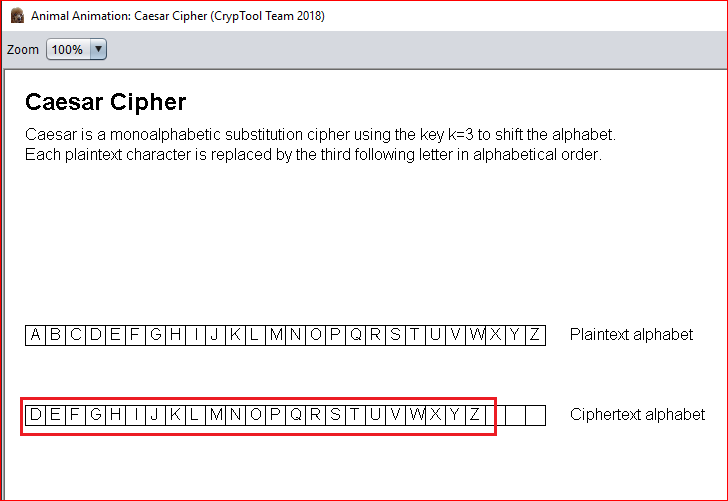 Animal Animation: Caesar Cipher (CrypTool Team 2018)
Zoom 100%
Caesar Cipher
Caesar is a monoalphabetic substitution cipher using the key k=3 to shift the alphabet.
Each plaintext character is replaced by the third following letter in alphabetical order.
A B C D E F G H I J K L M N O P Q R S T U V W X Y Z Plaintext alphabet
D E F G H I J K L M N O P Q R S T U V W X Y Z Ciphertext alphabet